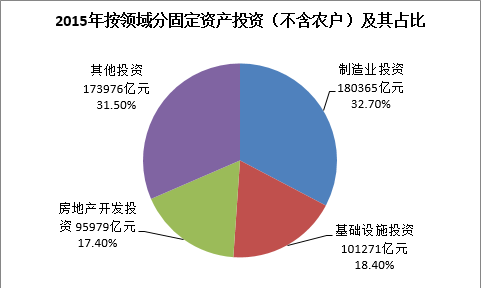 2015年按领域分固定资产投资（不含农户）及其占比
其他投资
173976亿元
31.50%
制造业投资
180365亿元
32.70%
房地产开发投
资 95979亿元
17.40%
基础设施投资
101271亿元
18.40%